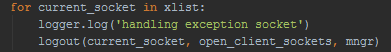 for current_socket in xlist:
    logger.log('handling exception socket')
    logout(current_socket, open_client_sockets, mngr)